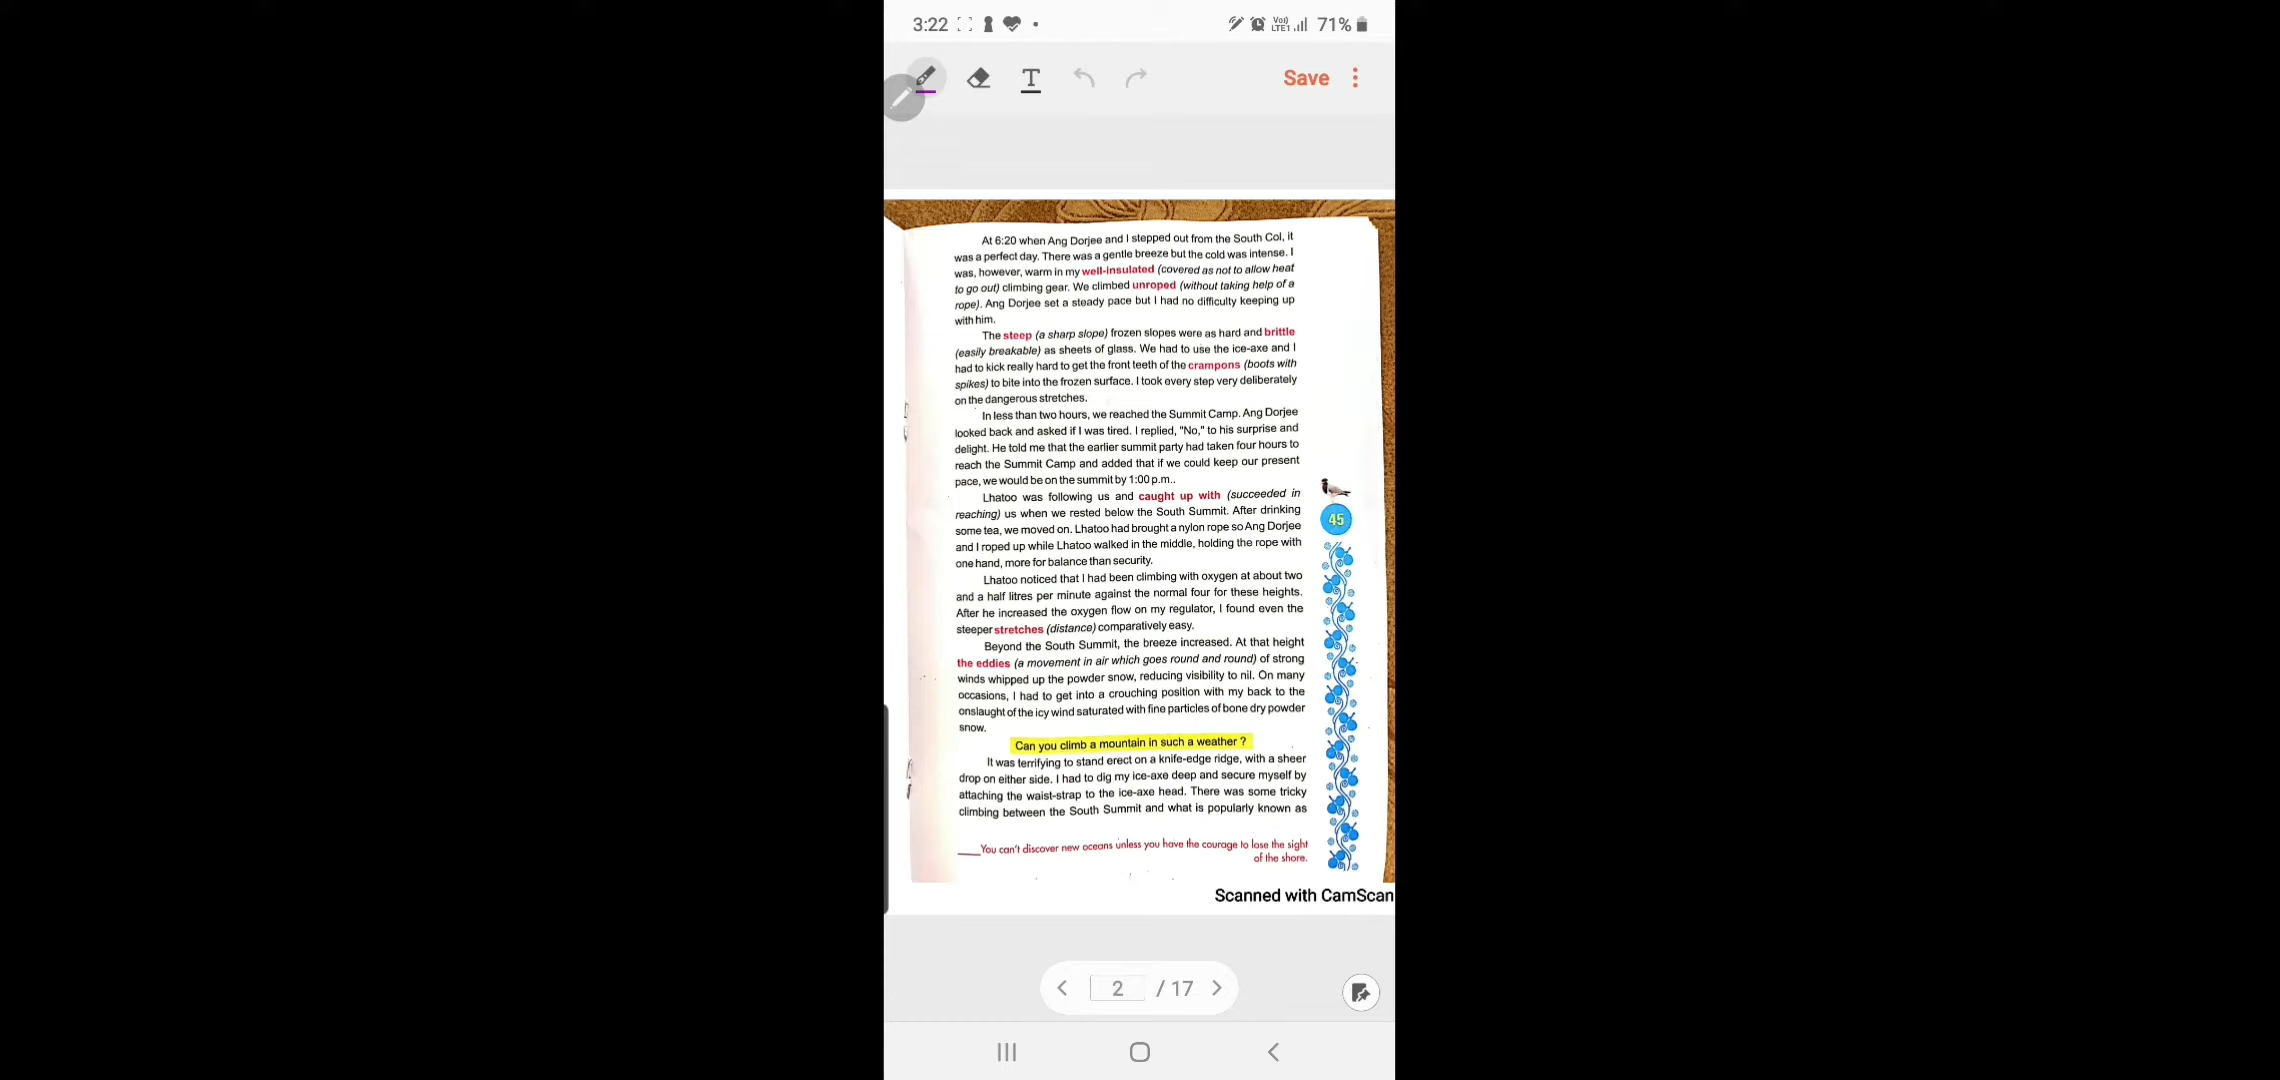 3:22
Vo))
LTE1
71%
T
Save
At 6:20 when Ang Dorjee and I stepped out from the South Col, it
was a perfect day. There was a gentle breeze but the cold was intense. I
was, however, warm in my well-insulated (covered as not to allow heat
to go out) climbing gear. We climbed unroped (without taking help of a
rope). Ang Dorjee set a steady pace but I had no difficulty keeping up
with him.
The steep (a sharp slope) frozen slopes were as hard and brittle
(easily breakable) as sheets of glass. We had to use the ice-axe and I
had to kick really hard to get the front teeth of the crampons (boots with
spikes) to bite into the frozen surface. I took every step very deliberately
on the dangerous stretches.
In less than two hours, we reached the Summit Camp. Ang Dorjee
looked back and asked if I was tired. I replied, "No," to his surprise and
delight. He told me that the earlier summit party had taken four hours to
reach the Summit Camp and added that if we could keep our present
pace, we would be on the summit by 1:00 p.m..
Lhatoo was following us and caught up with (succeeded in
reaching) us when we rested below the South Summit. After drinking
some tea, we moved on. Lhatoo had brought a nylon rope so Ang Dorjee
and I roped up while Lhatoo walked in the middle, holding the rope with
one hand, more for balance than security.
Lhatoo noticed that I had been climbing with oxygen at about two
and a half litres per minute against the normal four for these heights.
After he increased the oxygen flow on my regulator, I found even the
steeper stretches (distance) comparatively easy.
Beyond the South Summit, the breeze increased. At that height
the eddies (a movement in air which goes round and round) of strong
winds whipped up the powder snow, reducing visibility to nil. On many
occasions, I had to get into a crouching position with my back to the
onslaught of the icy wind saturated with fine particles of bone dry powder
snow.
Can you climb a mountain in such a weather ?
It was terrifying to stand erect on a knife-edge ridge, with a sheer
drop on either side. I had to dig my ice-axe deep and secure myself by
attaching the waist-strap to the ice-axe head. There was some tricky
climbing between the South Summit and what is popularly known as
45
You can't discover new oceans unless you have the courage to lose the sight
of the shore.
Scanned with CamScan
2 / 17